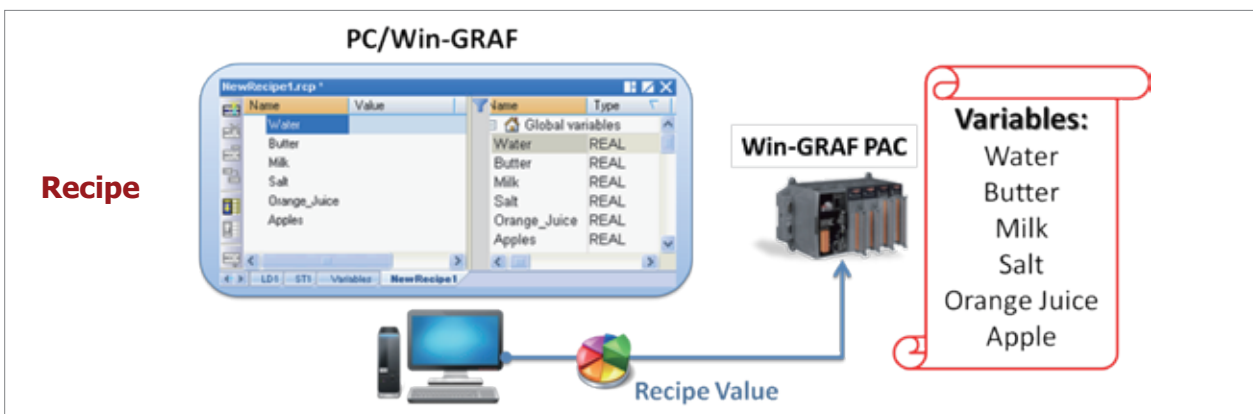 PC/Win-GRAF
NewRecipe1.rcp *
Name Value
Water
Butter
Milk
Salt
Orange_Juice
Apples
Name Type
Global variables
Water REAL
Butter REAL
Milk REAL
Salt REAL
Orange_Juice REAL
Apples REAL
LD1 ST1 Variables NewRecipe1
Recipe
Win-GRAF PAC
Variables:
Water
Butter
Milk
Salt
Orange Juice
Apple
Recipe Value